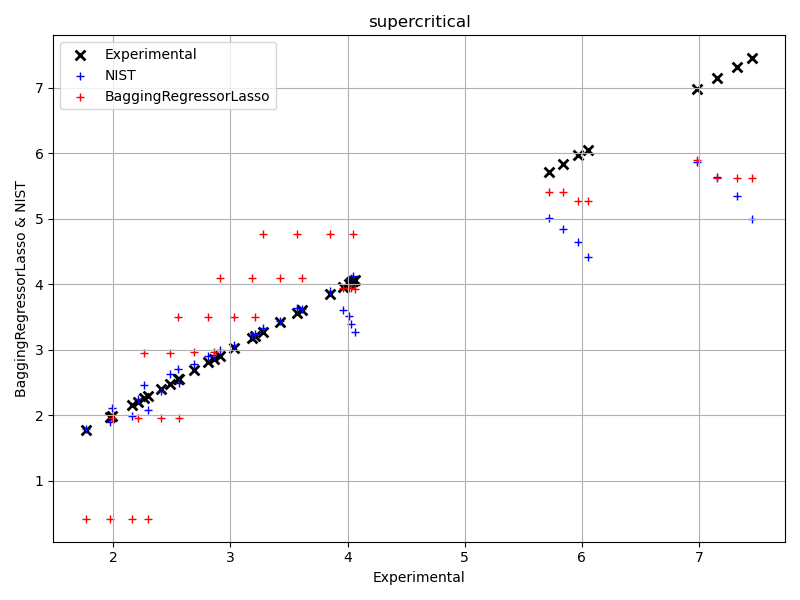 supercritical
Experimental
NIST
BaggingRegressorLasso
BaggingRegressorLasso & NIST
7
6
5
4
3
2
1
2 3 4 5 6 7
Experimental